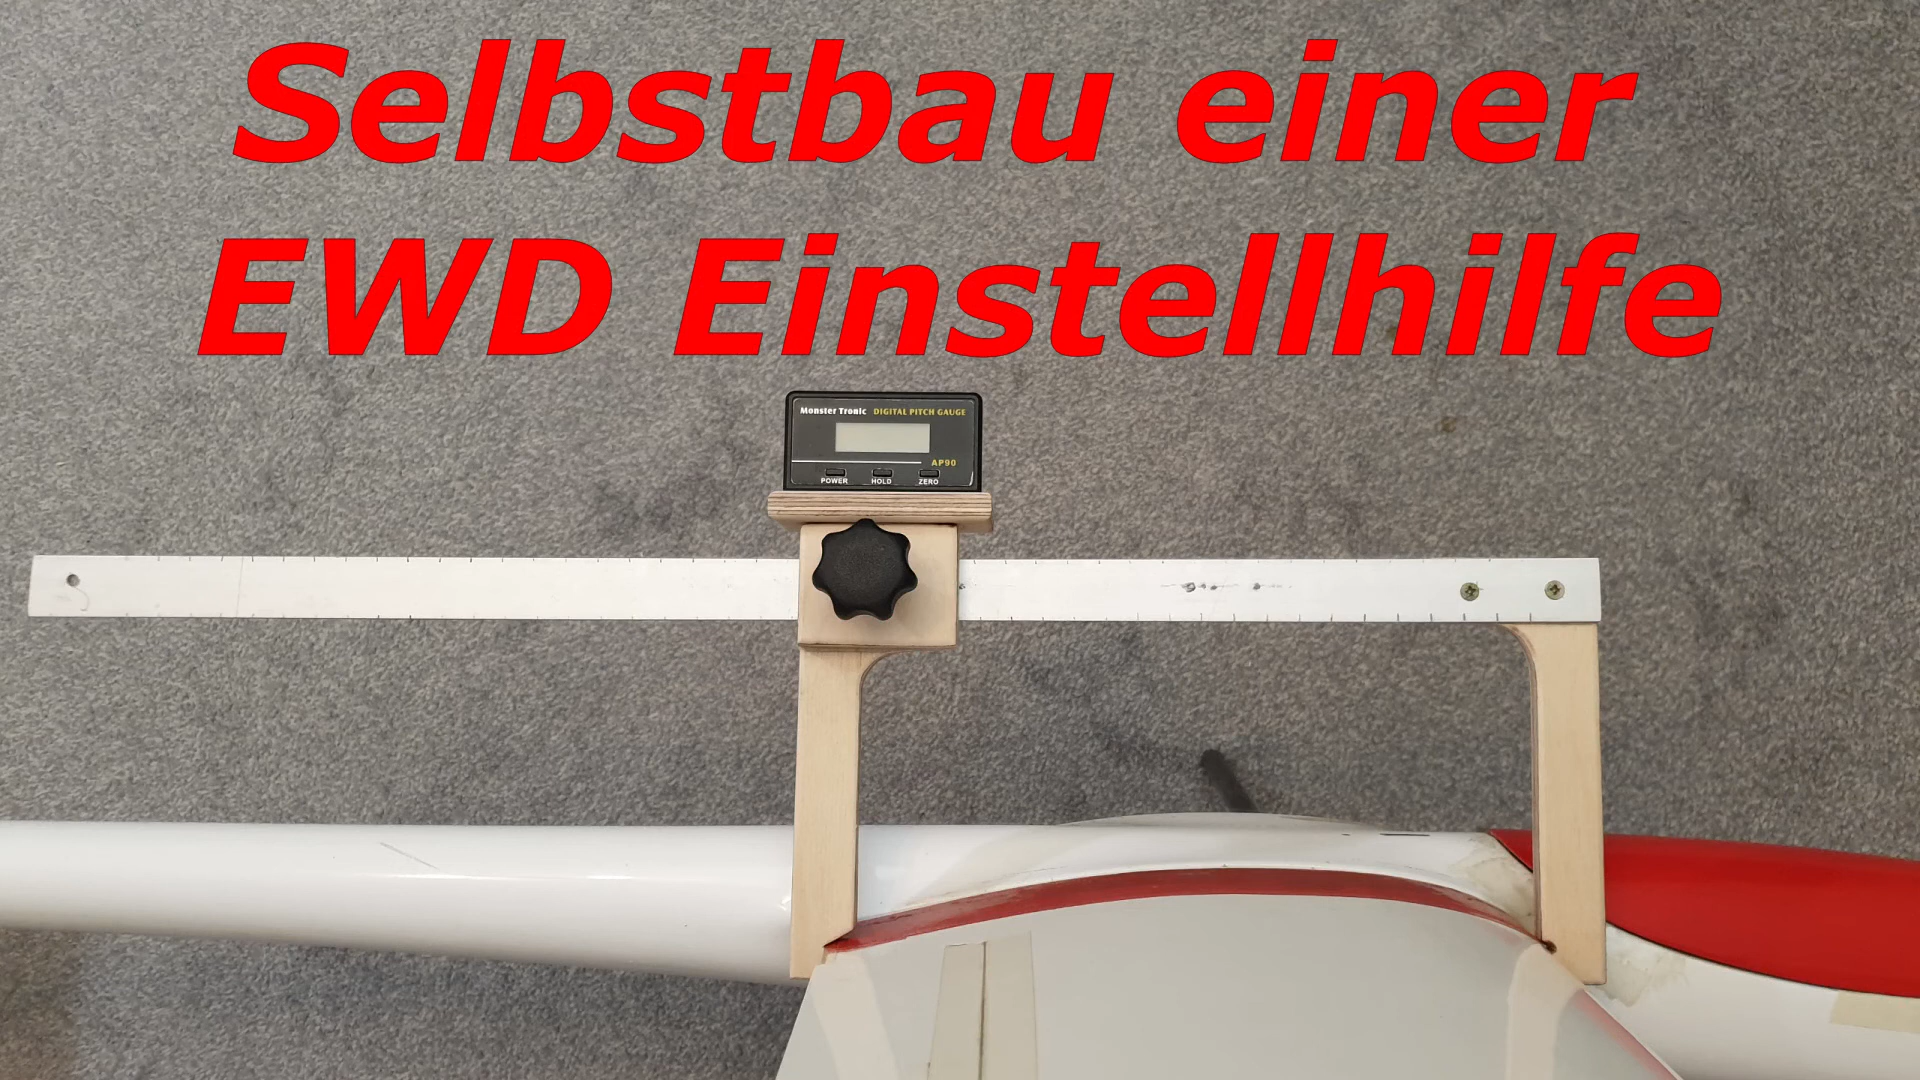 Selbstbau einer
EWD Einstellhilfe
Monster Tronic DIGITAL PITCH GAUGE
AP90
POWER HOLD ZERO